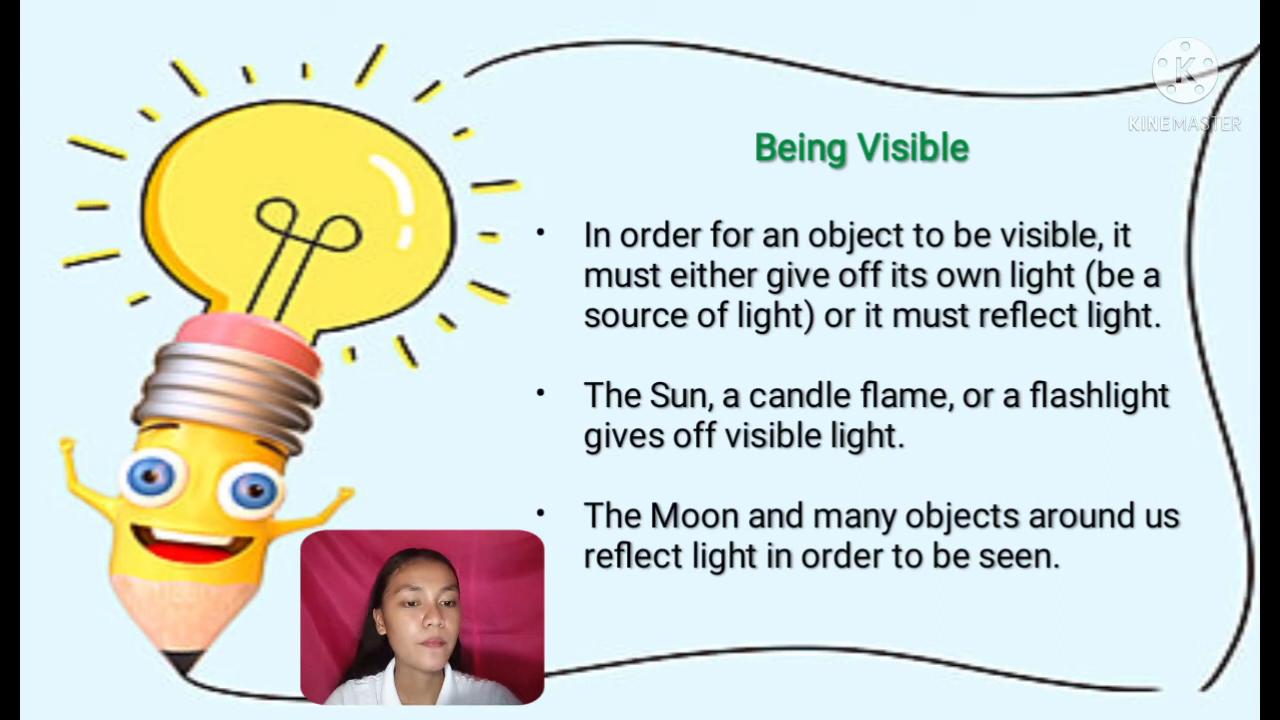 KINEMASTER
Being Visible
• In order for an object to be visible, it
must either give off its own light (be a
source of light) or it must reflect light.
• The Sun, a candle flame, or a flashlight
gives off visible light.
• The Moon and many objects around us
reflect light in order to be seen.